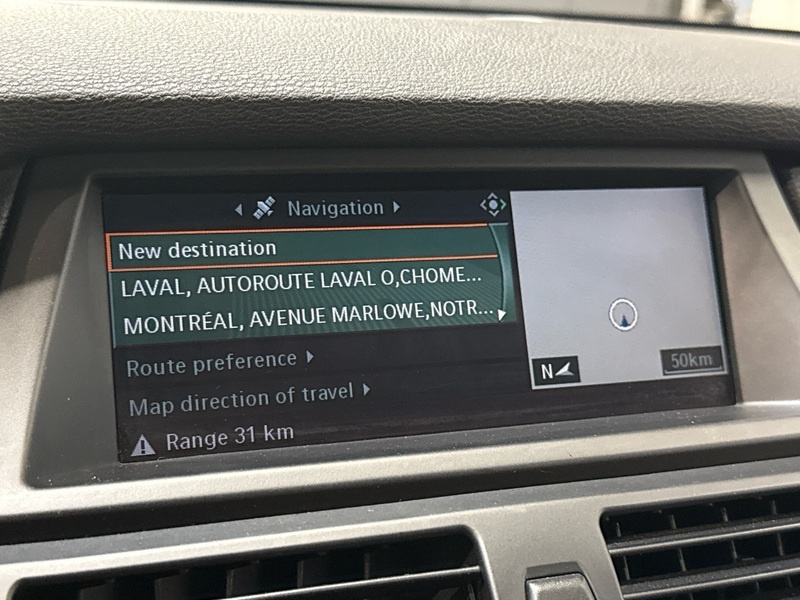 Navigation
New destination
LAVAL, AUTOROUTE LAVAL O,CHOME...
MONTRÉAL, AVENUE MARLOWE,NOTR...
Route preference
Map direction of travel
Range 31 km
N
50km